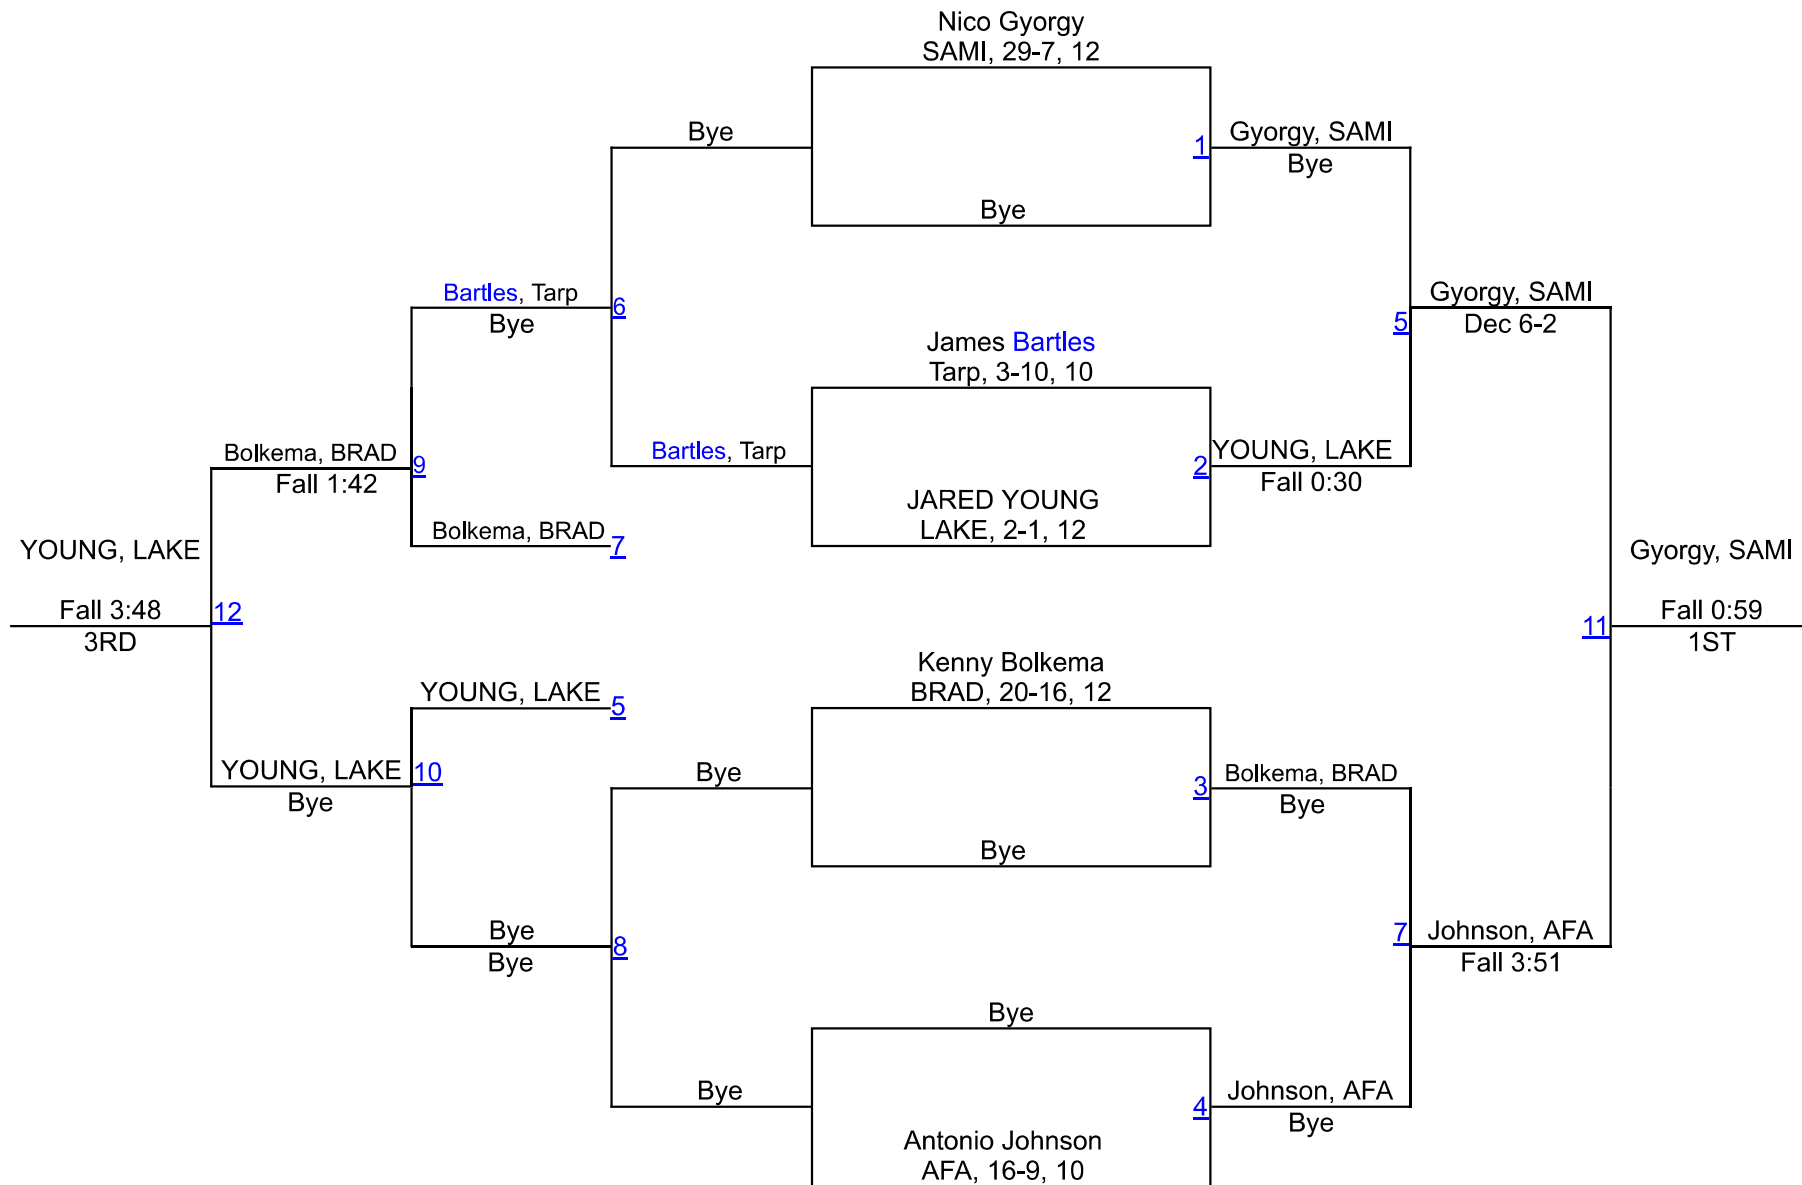 Nico Gyorgy
SAMI, 29-7, 12
Bye
1
Gyorgy, SAMI
Bye
Bye
Bartles, Tarp
Bye
6
Gyorgy, SAMI
Dec 6-2
5
James Bartles
Tarp, 3-10, 10
Bolkema, BRAD
Fall 1:42
9
Bartles, Tarp
2
YOUNG, LAKE
Fall 0:30
JARED YOUNG
LAKE, 2-1, 12
Bolkema, BRAD
7
YOUNG, LAKE
Fall 3:48
3RD
12
Gyorgy, SAMI
Fall 0:59
1ST
11
Kenny Bolkema
BRAD, 20-16, 12
YOUNG, LAKE
5
YOUNG, LAKE
Bye
10
Bye
3
Bolkema, BRAD
Bye
Bye
Bye
Bye
8
7
Johnson, AFA
Fall 3:51
Bye
Bye
4
Johnson, AFA
Bye
Antonio Johnson
AFA, 16-9, 10